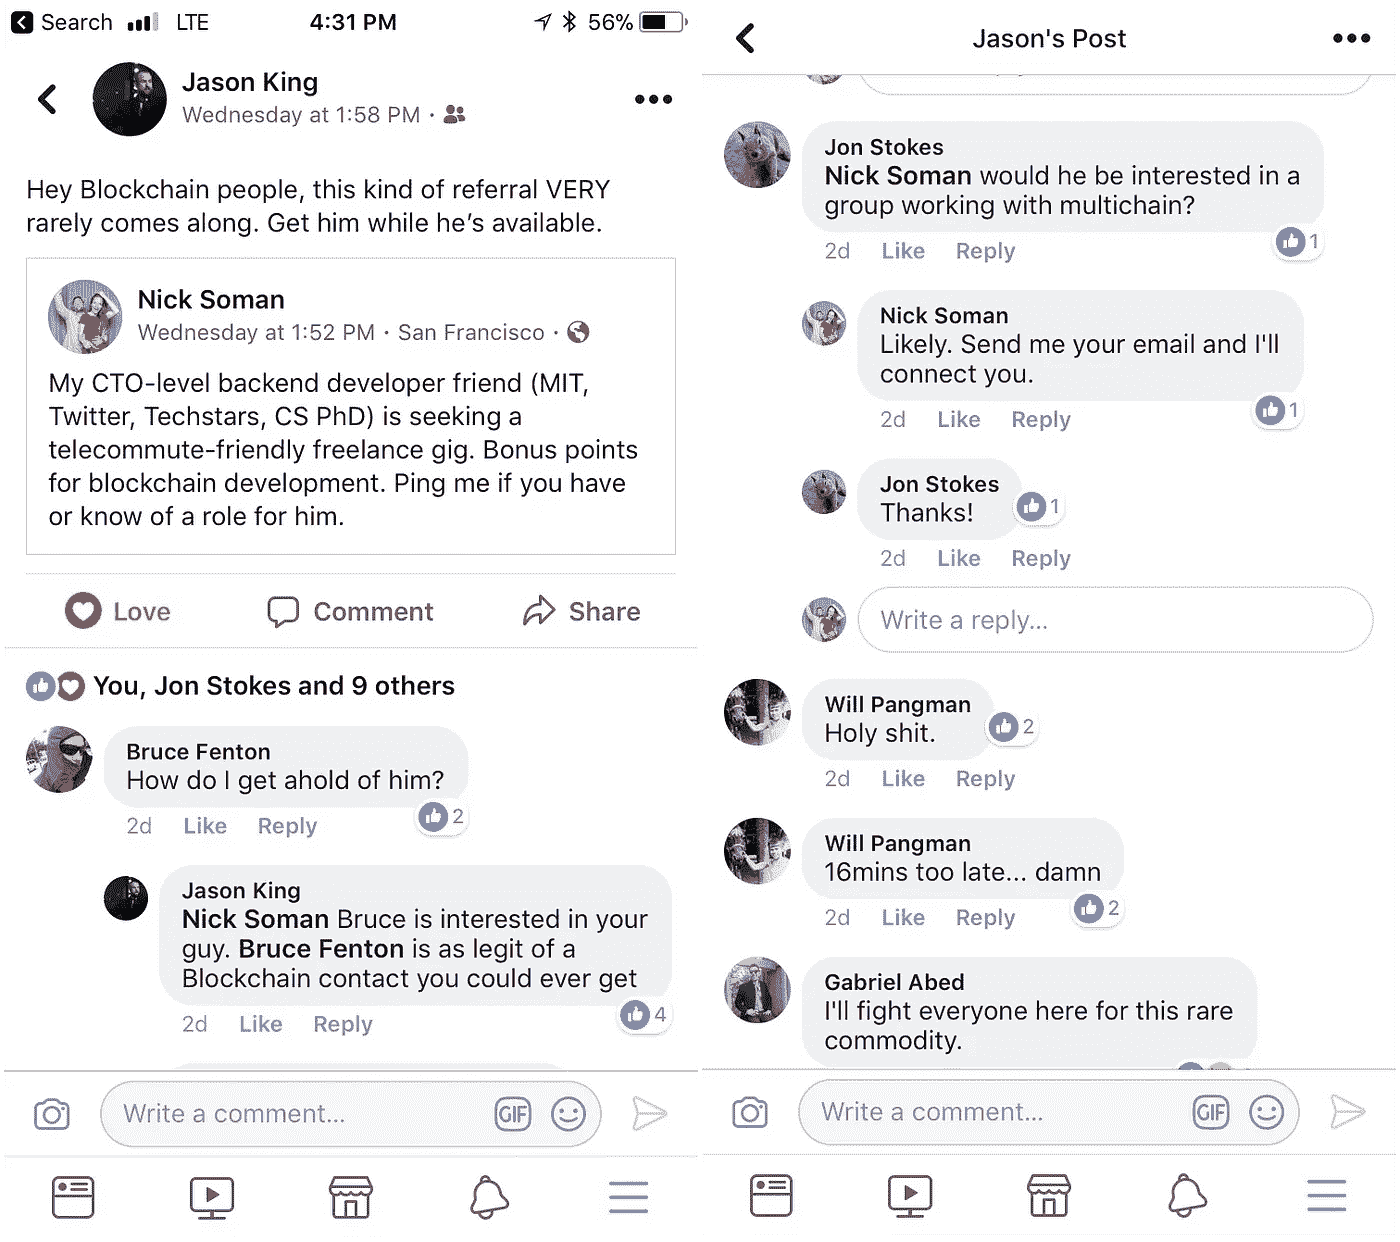 Search LTE 4:31 PM 56%
Jason King
Wednesday at 1:58 PM ·
Hey Blockchain people, this kind of referral VERY
rarely comes along. Get him while he’s available.
Nick Soman
Wednesday at 1:52 PM · San Francisco ·
My CTO-level backend developer friend (MIT,
Twitter, Techstars, CS PhD) is seeking a
telecommute-friendly freelance gig. Bonus points
for blockchain development. Ping me if you have
or know of a role for him.
Love Comment Share
You, Jon Stokes and 9 others
Bruce Fenton
How do I get ahold of him?
2d Like Reply 2
Jason King
Nick Soman Bruce is interested in your
guy. Bruce Fenton is as legit of a
Blockchain contact you could ever get
2d Like Reply 4
Write a comment... GIF
Jason's Post
Jon Stokes
Nick Soman would he be interested in a
group working with multichain?
2d Like Reply 1
Nick Soman
Likely. Send me your email and I'll
connect you.
2d Like Reply 1
Jon Stokes
Thanks! 1
2d Like Reply
Write a reply...
Will Pangman
Holy shit. 2
2d Like Reply
Will Pangman
16mins too late... damn
2d Like Reply 2
Gabriel Abed
I'll fight everyone here for this rare
commodity.
Write a comment... GIF